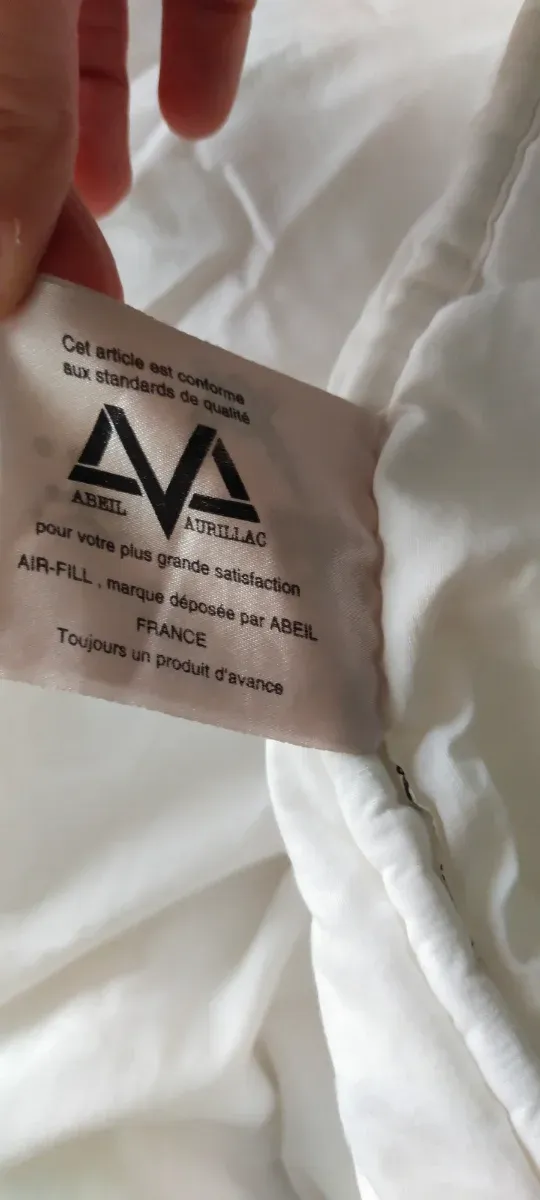 Cet article est conforme
aux standards de qualité
ABEIL
AURILLAC
pour votre plus grande satisfaction
AIR-FILL , marque déposée par ABEIL
FRANCE
Toujours un produit d'avance